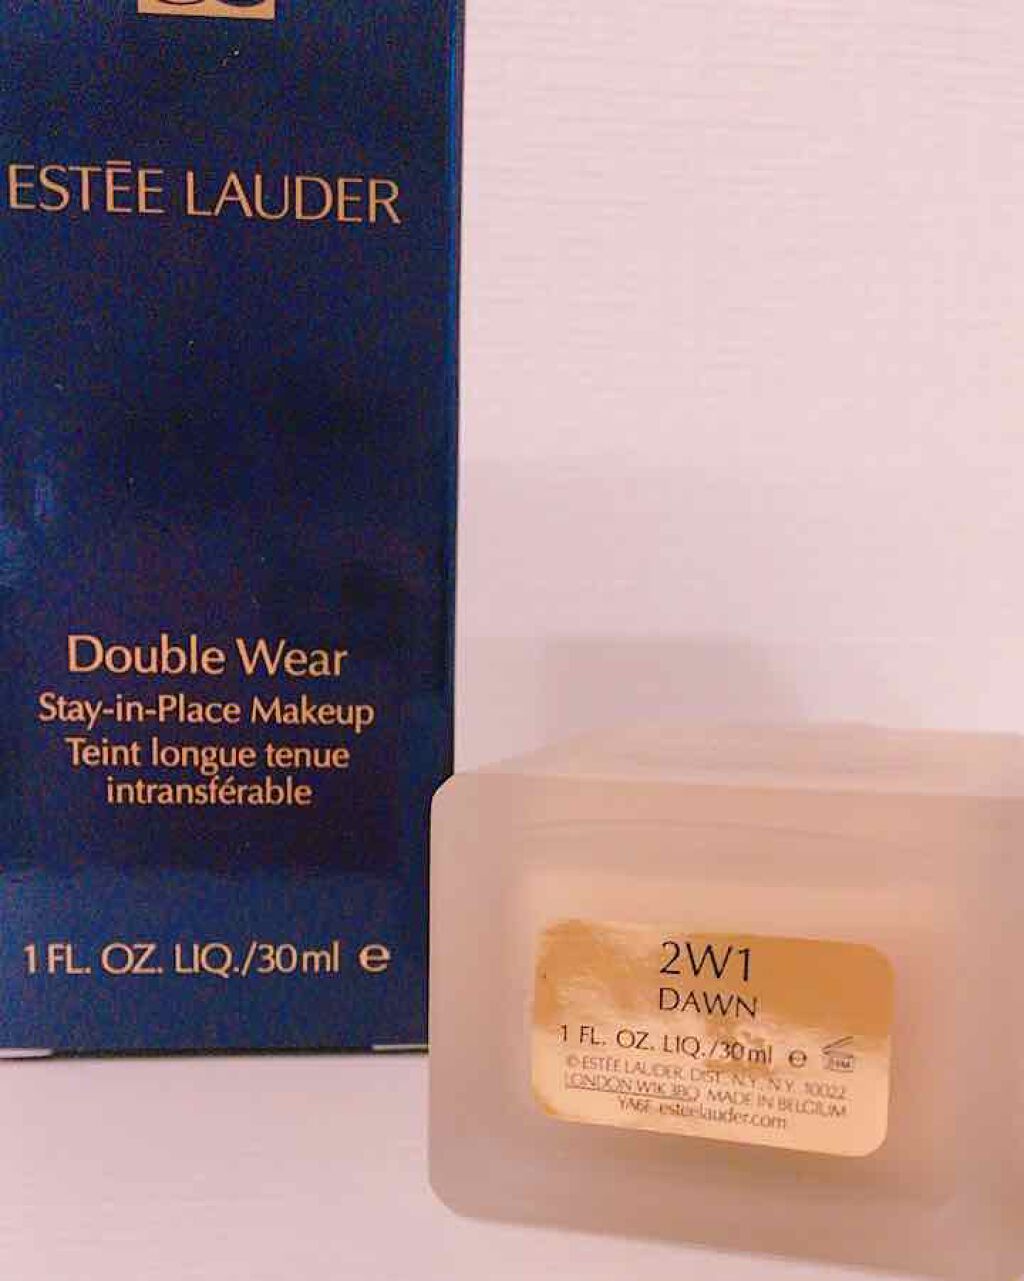 ESTĒE LAUDER
Double Wear
Stay-in-Place Makeup
Teint longue tenue
intransférable
1 FL. OZ. LIQ./30ml ℮
2W1
DAWN
1 FL. OZ. LIQ./30ml ℮
© ESTĒE LAUDER, DIST. N.Y., N.Y. 10022
LONDON W1K 3BQ MADE IN BELGIUM
esteelauder.com